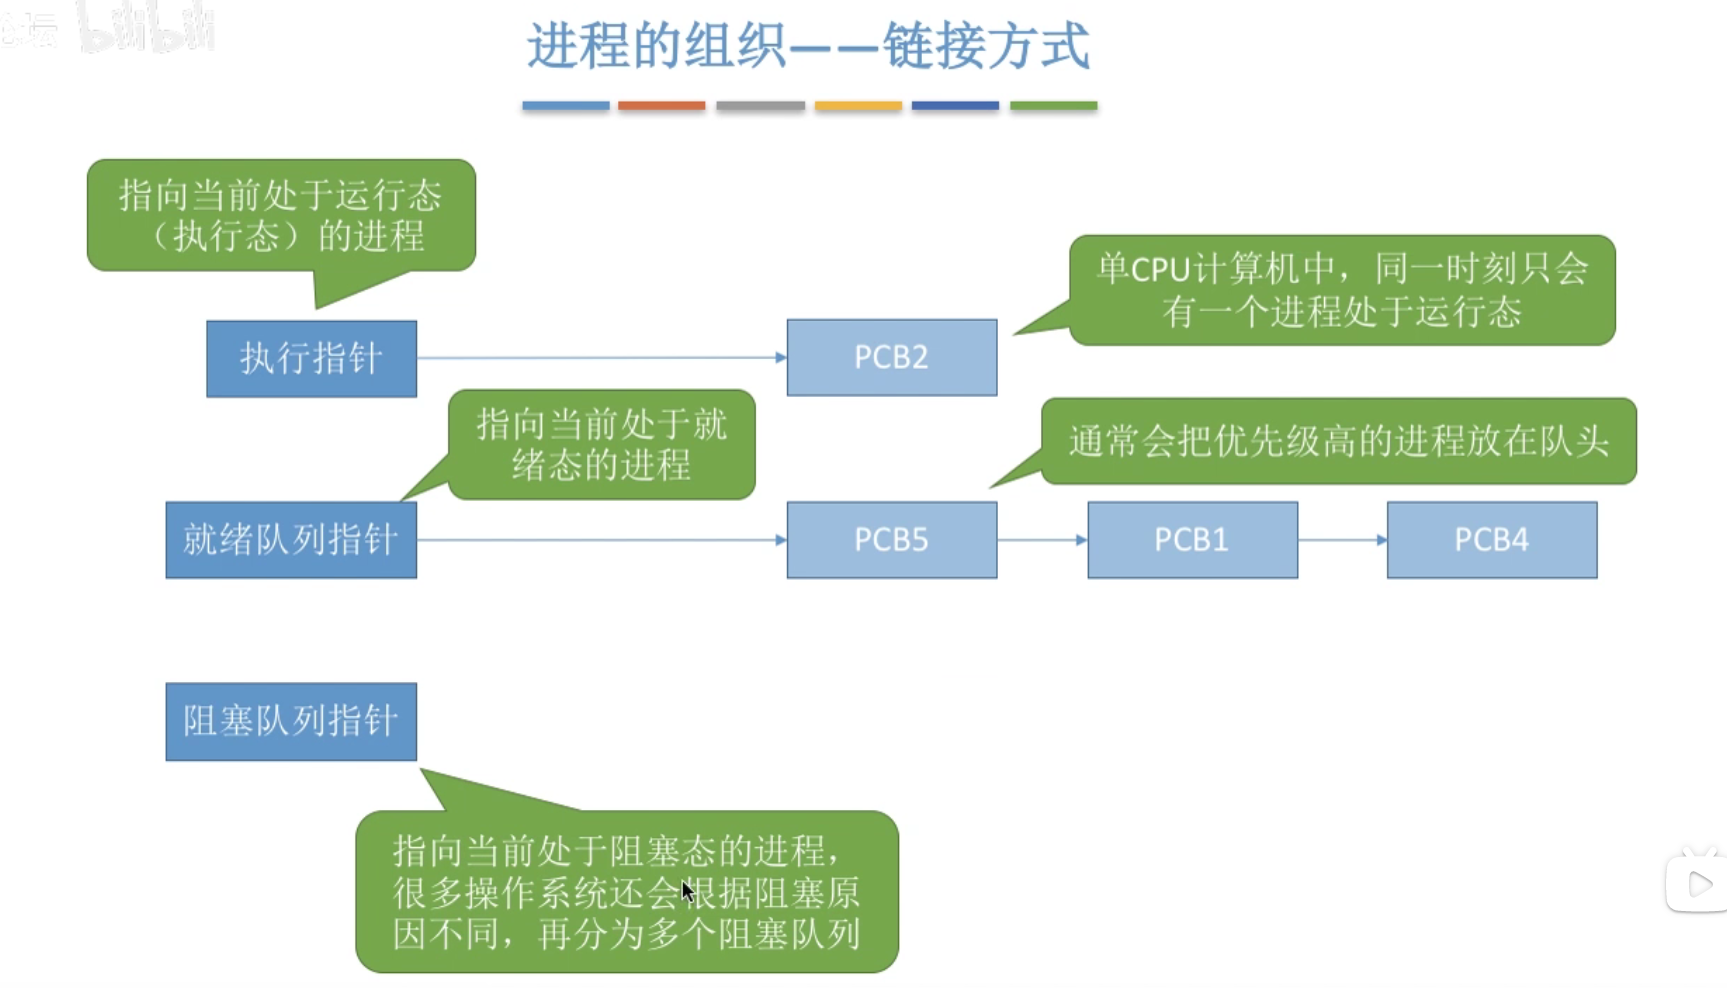 bilibili
进程的组织——链接方式
指向当前处于运行态
（执行态）的进程
单CPU计算机中，同一时刻只会
有一个进程处于运行态
执行指针
PCB2
指向当前处于就
绪态的进程
通常会把优先级高的进程放在队头
就绪队列指针
PCB5
PCB1
PCB4
阻塞队列指针
指向当前处于阻塞态的进程，
很多操作系统还会根据阻塞原
因不同，再分为多个阻塞队列